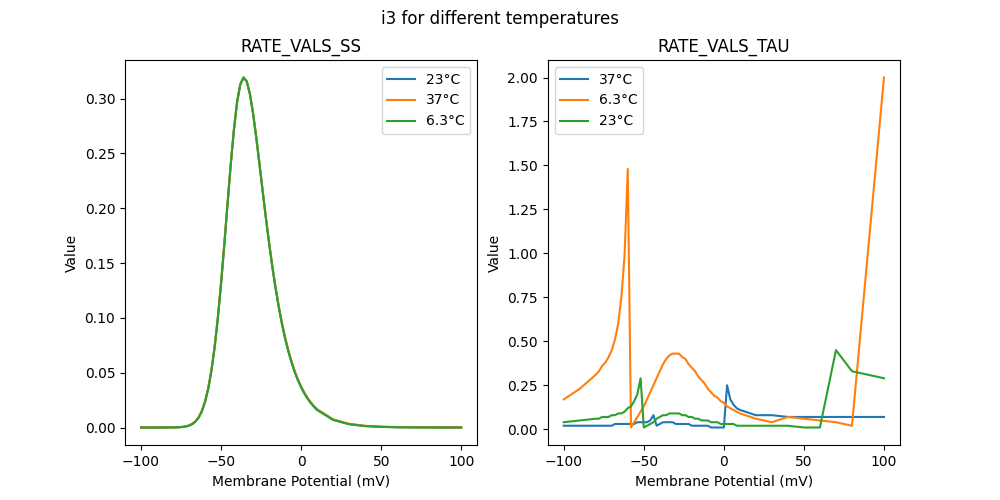 i3 for different temperatures
RATE_VALS_SS
Value
0.30
0.25
0.20
0.15
0.10
0.05
0.00
23°C
37°C
6.3°C
−100
−50
0
50
100
Membrane Potential (mV)
RATE_VALS_TAU
Value
2.00
1.75
1.50
1.25
1.00
0.75
0.50
0.25
0.00
37°C
6.3°C
23°C
−100
−50
0
50
100
Membrane Potential (mV)